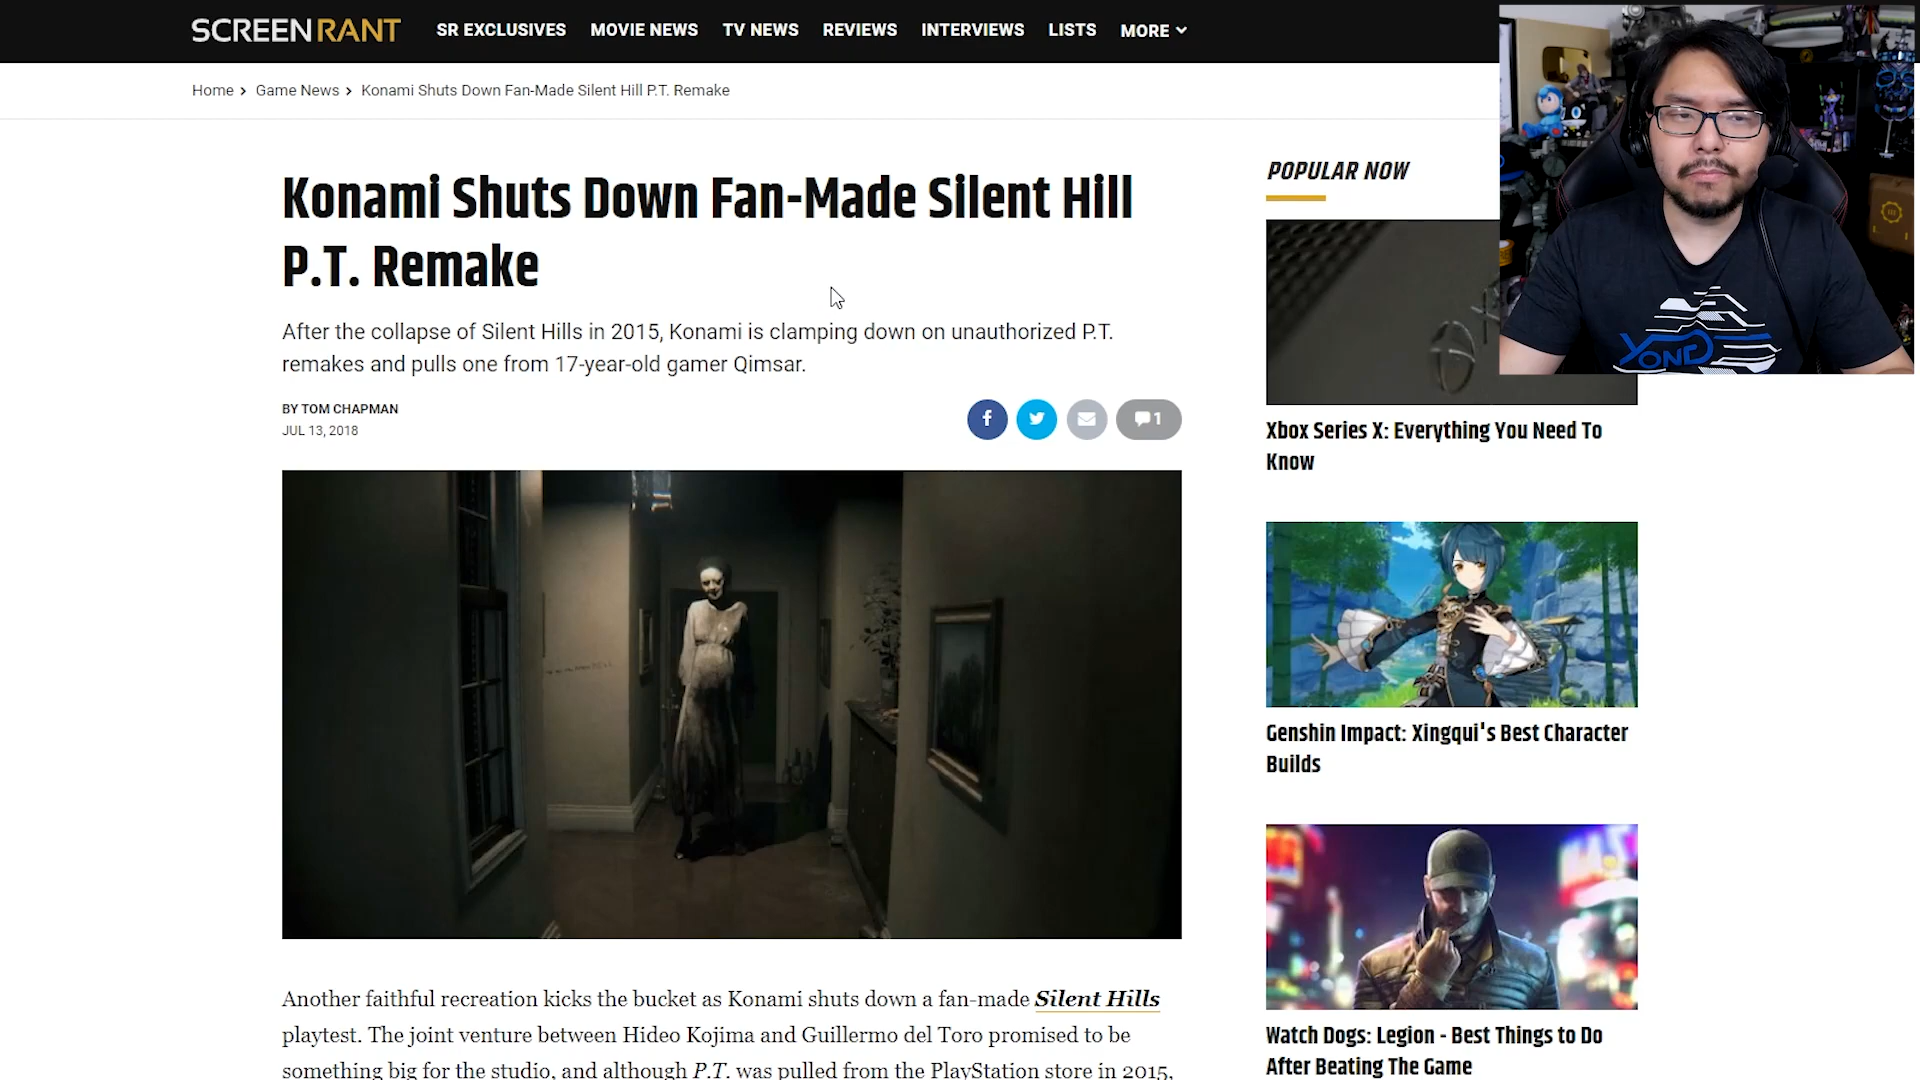 SCREENRANT
SR EXCLUSIVES MOVIE NEWS TV NEWS REVIEWS INTERVIEWS LISTS MORE
Home > Game News > Konami Shuts Down Fan-Made Silent Hill P.T. Remake
Konami Shuts Down Fan-Made Silent Hill
P.T. Remake
After the collapse of Silent Hills in 2015, Konami is clamping down on unauthorized P.T.
remakes and pulls one from 17-year-old gamer Qimsar.
BY TOM CHAPMAN
JUL 13, 2018
1
Another faithful recreation kicks the bucket as Konami shuts down a fan-made Silent Hills
playtest. The joint venture between Hideo Kojima and Guillermo del Toro promised to be
something big for the studio, and although P.T. was pulled from the PlayStation store in 2015,
POPULAR NOW
Xbox Series X: Everything You Need To
Know
Genshin Impact: Xingqui's Best Character
Builds
Watch Dogs: Legion - Best Things to Do
After Beating The Game
YONG